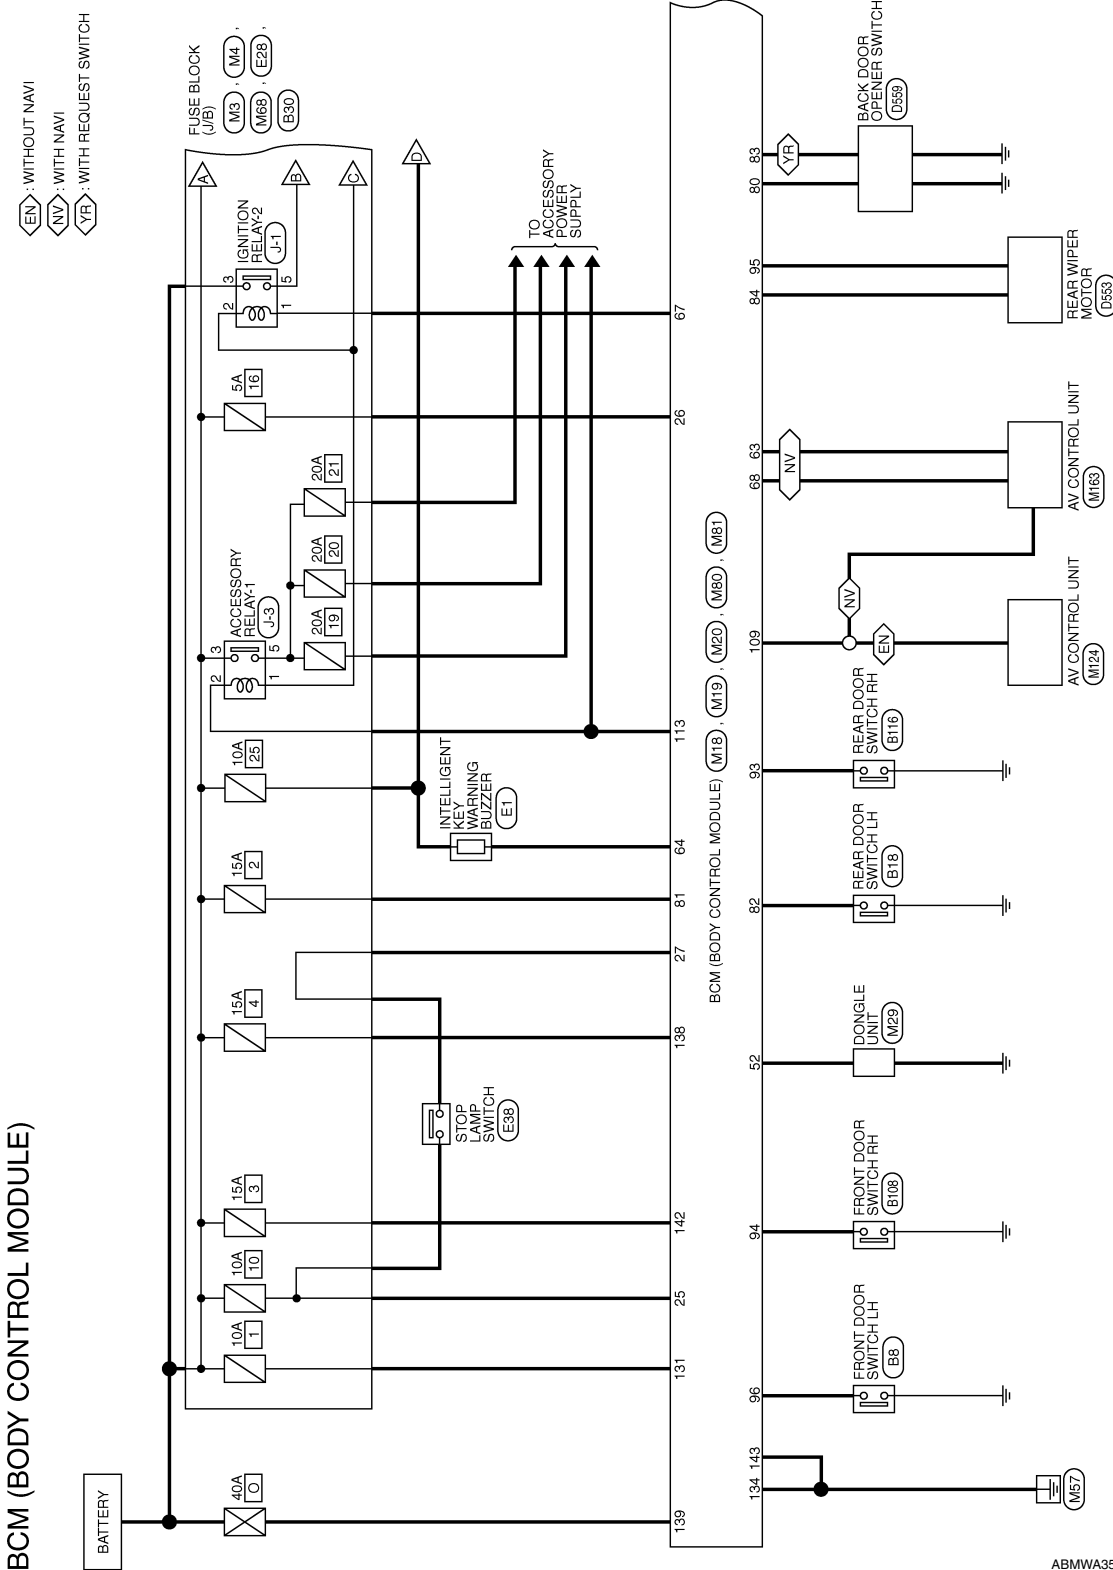 BCM (BODY CONTROL MODULE)
EN : WITHOUT NAVI
NV : WITH NAVI
YR : WITH REQUEST SWITCH
BATTERY
40A
O
FUSE BLOCK
(J/B)
M3 , M4 ,
M68 , E28 ,
B30
10A
1
10A
10
15A
3
15A
4
15A
2
10A
25
ACCESSORY
RELAY-1
J-3
2
3
1
5
20A
19
20A
20
20A
21
5A
16
IGNITION
RELAY-2
J-1
2
3
1
5
A
B
C
D
STOP
LAMP
SWITCH
E38
INTELLIGENT
KEY
WARNING
BUZZER
E1
TO
ACCESSORY
POWER
SUPPLY
139
131
25
142
138
27
81
64
113
26
67
BCM (BODY CONTROL MODULE) M18 , M19 , M20 , M80 , M81
134
143
96
94
52
82
93
109
68
63
84
95
80
83
M57
FRONT DOOR
SWITCH LH
B8
FRONT DOOR
SWITCH RH
B108
DONGLE
UNIT
M29
REAR DOOR
SWITCH LH
B18
REAR DOOR
SWITCH RH
B116
EN
NV
NV
AV CONTROL UNIT
M124
AV CONTROL UNIT
M163
REAR WIPER
MOTOR
D553
YR
BACK DOOR
OPENER SWITCH
D559
ABMWA35